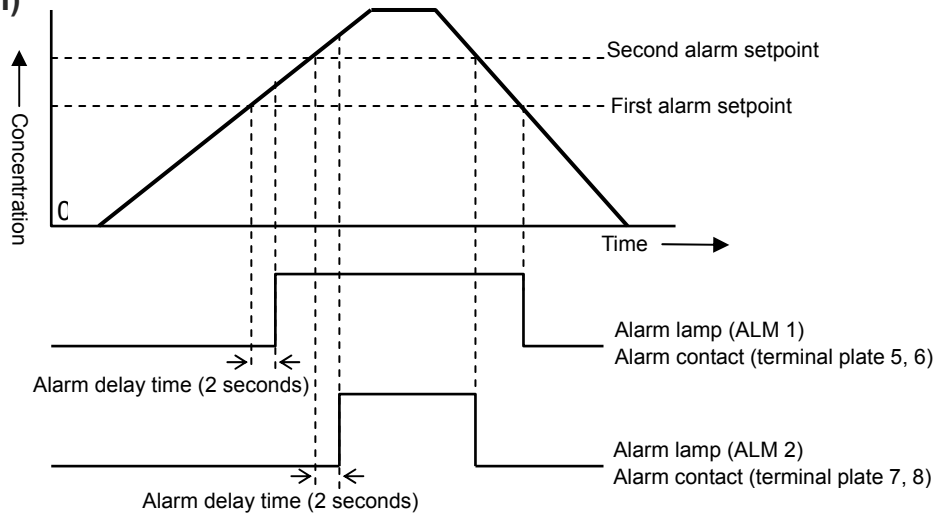 Second alarm setpoint
First alarm setpoint
Concentration
Time
Alarm lamp (ALM 1)
Alarm contact (terminal plate 5, 6)
Alarm delay time (2 seconds)
Alarm lamp (ALM 2)
Alarm contact (terminal plate 7, 8)
Alarm delay time (2 seconds)